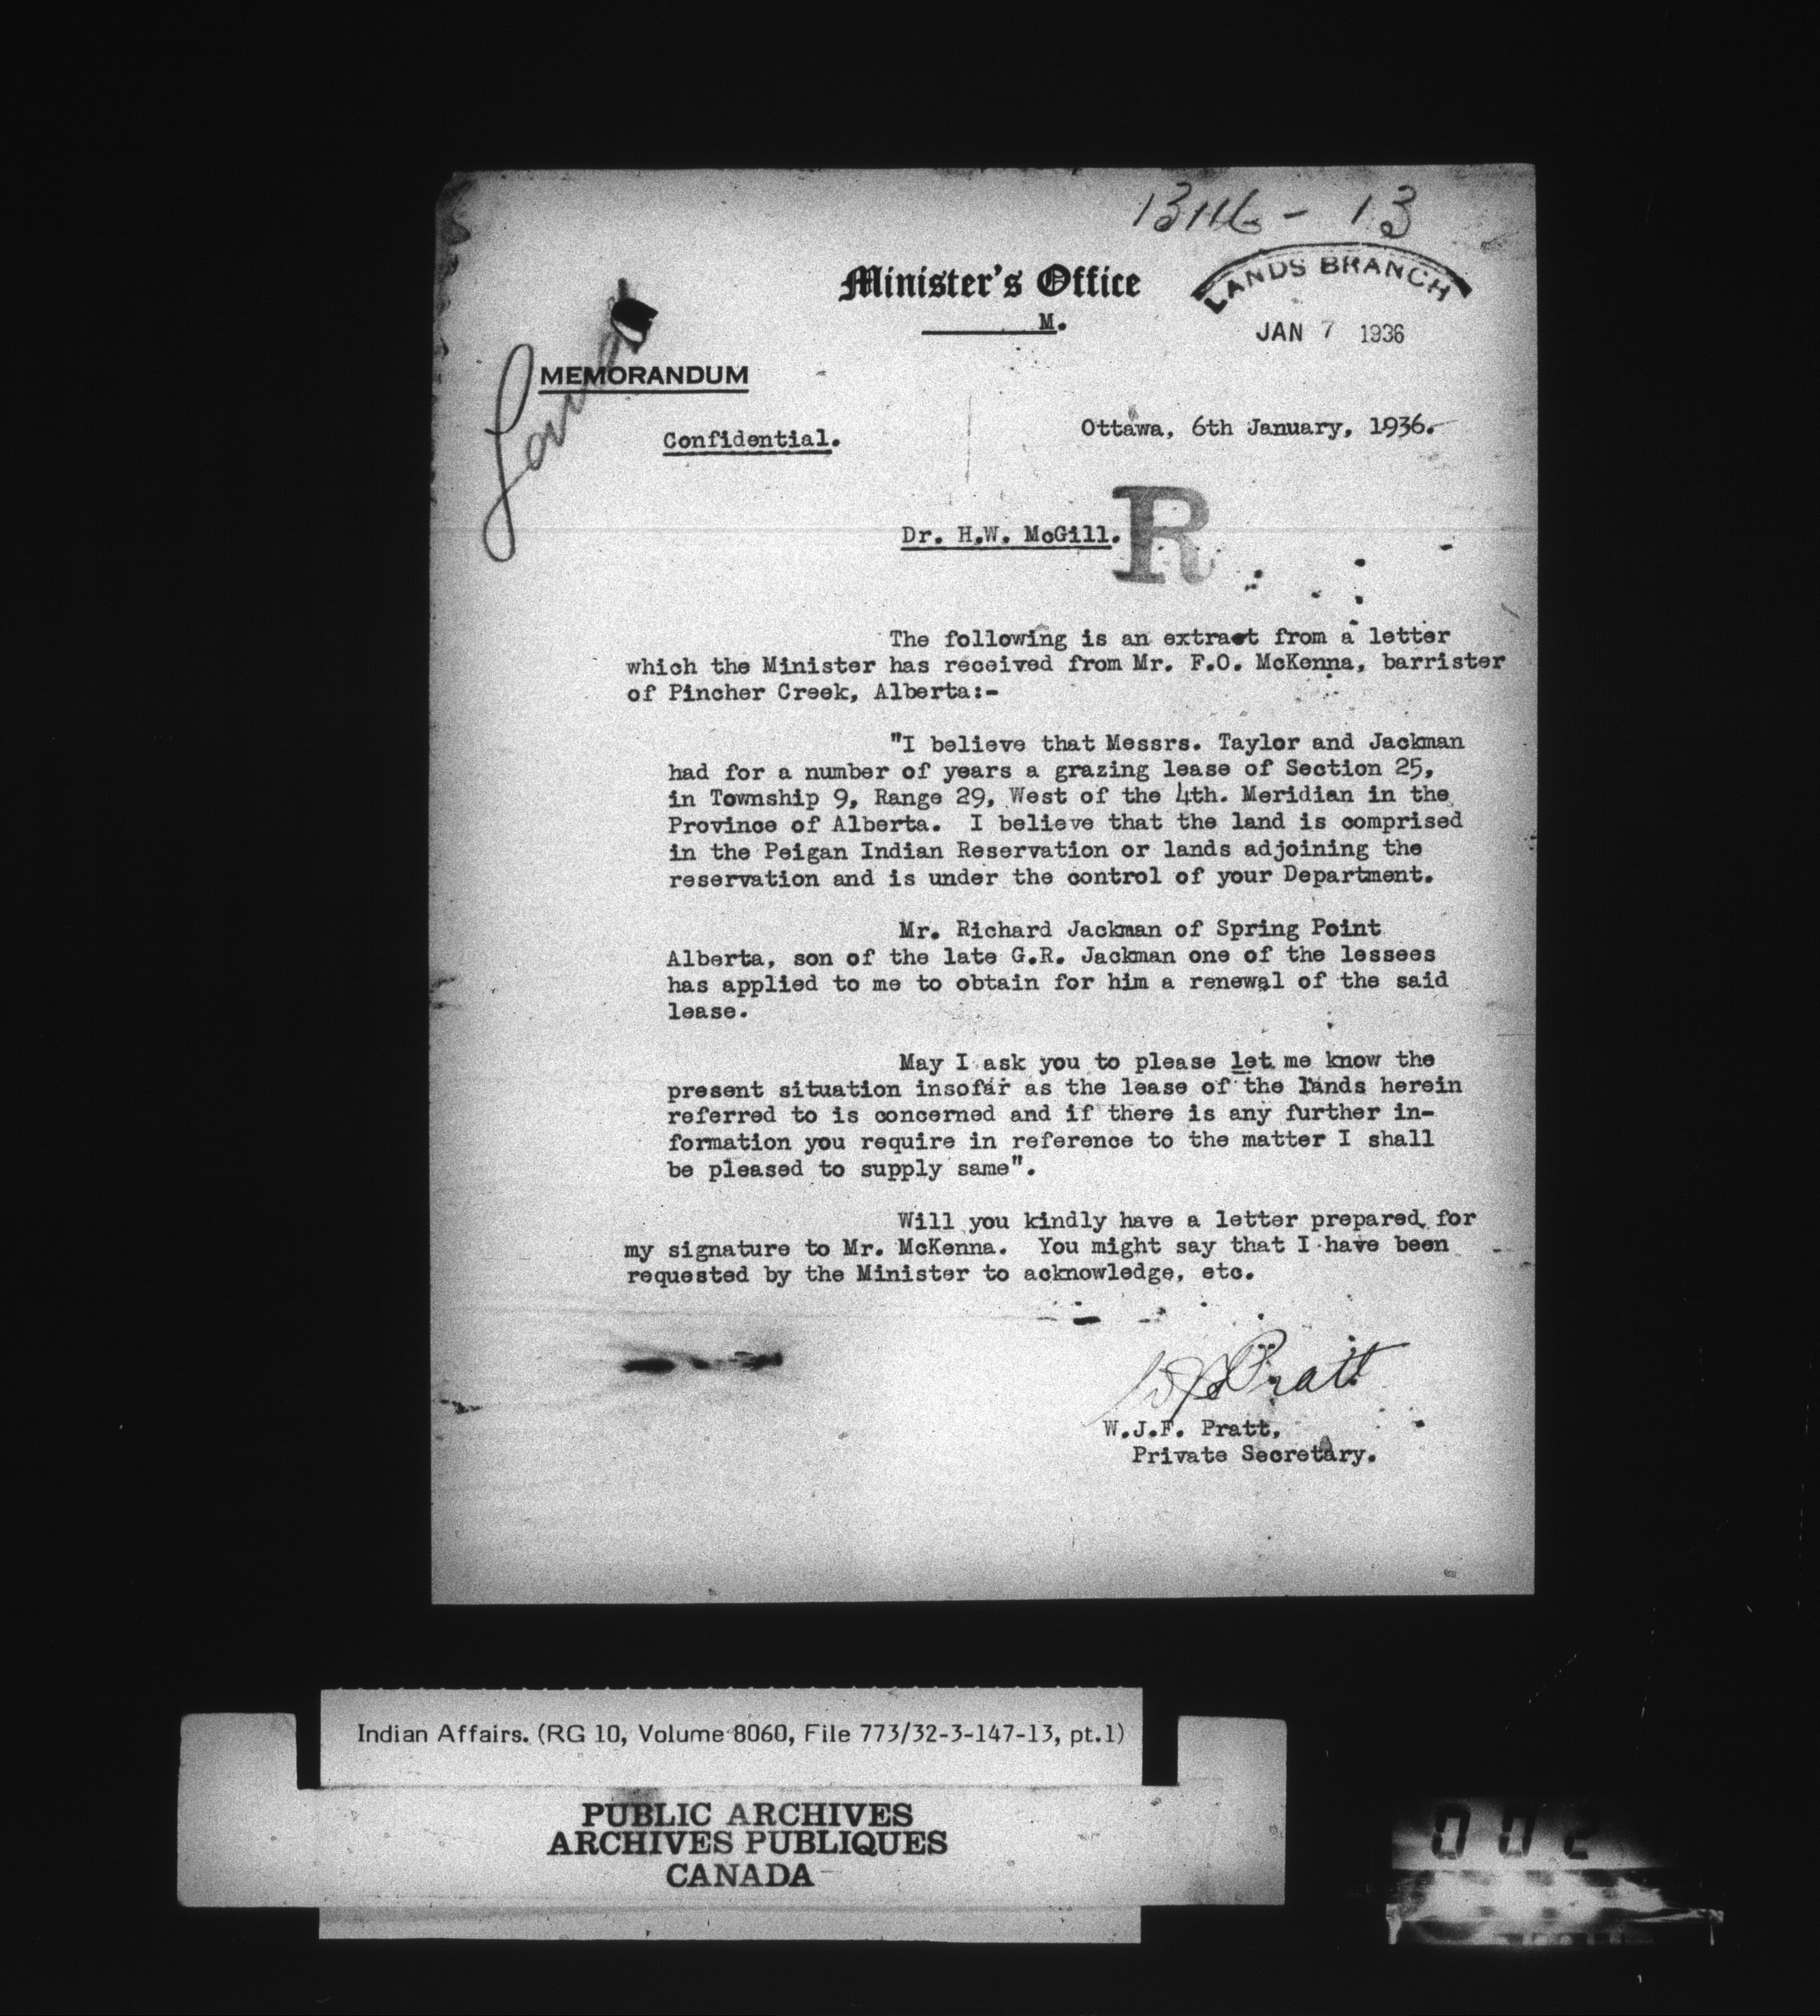 13116-13
Minister's Office
LANDS BRANCH
M.
JAN 7 1936
MEMORANDUM
Confidential.
Ottawa, 6th January, 1936.
Dr. H.W. McGill.
R
The following is an extract from a letter
which the Minister has received from Mr. F.O. McKenna, barrister
of Pincher Creek, Alberta:-
"I believe that Messrs. Taylor and Jackman
had for a number of years a grazing lease of Section 25,
in Township 9, Range 29, West of the 4th. Meridian in the
Province of Alberta. I believe that the land is comprised
in the Peigan Indian Reservation or lands adjoining the
reservation and is under the control of your Department.
Mr. Richard Jackman of Spring Point
Alberta, son of the late G.R. Jackman one of the lessees
has applied to me to obtain for him a renewal of the said
lease.
May I ask you to please let me know the
present situation insofar as the lease of the lands herein
referred to is concerned and if there is any further in-
formation you require in reference to the matter I shall
be pleased to supply same".
Will you kindly have a letter prepared for
my signature to Mr. McKenna. You might say that I have been
requested by the Minister to acknowledge, etc.
WJF Pratt
W.J.F. Pratt,
Private Secretary.
Indian Affairs. (RG 10, Volume 8060, File 773/32-3-147-13, pt.1)
PUBLIC ARCHIVES
ARCHIVES PUBLIQUES
CANADA
002